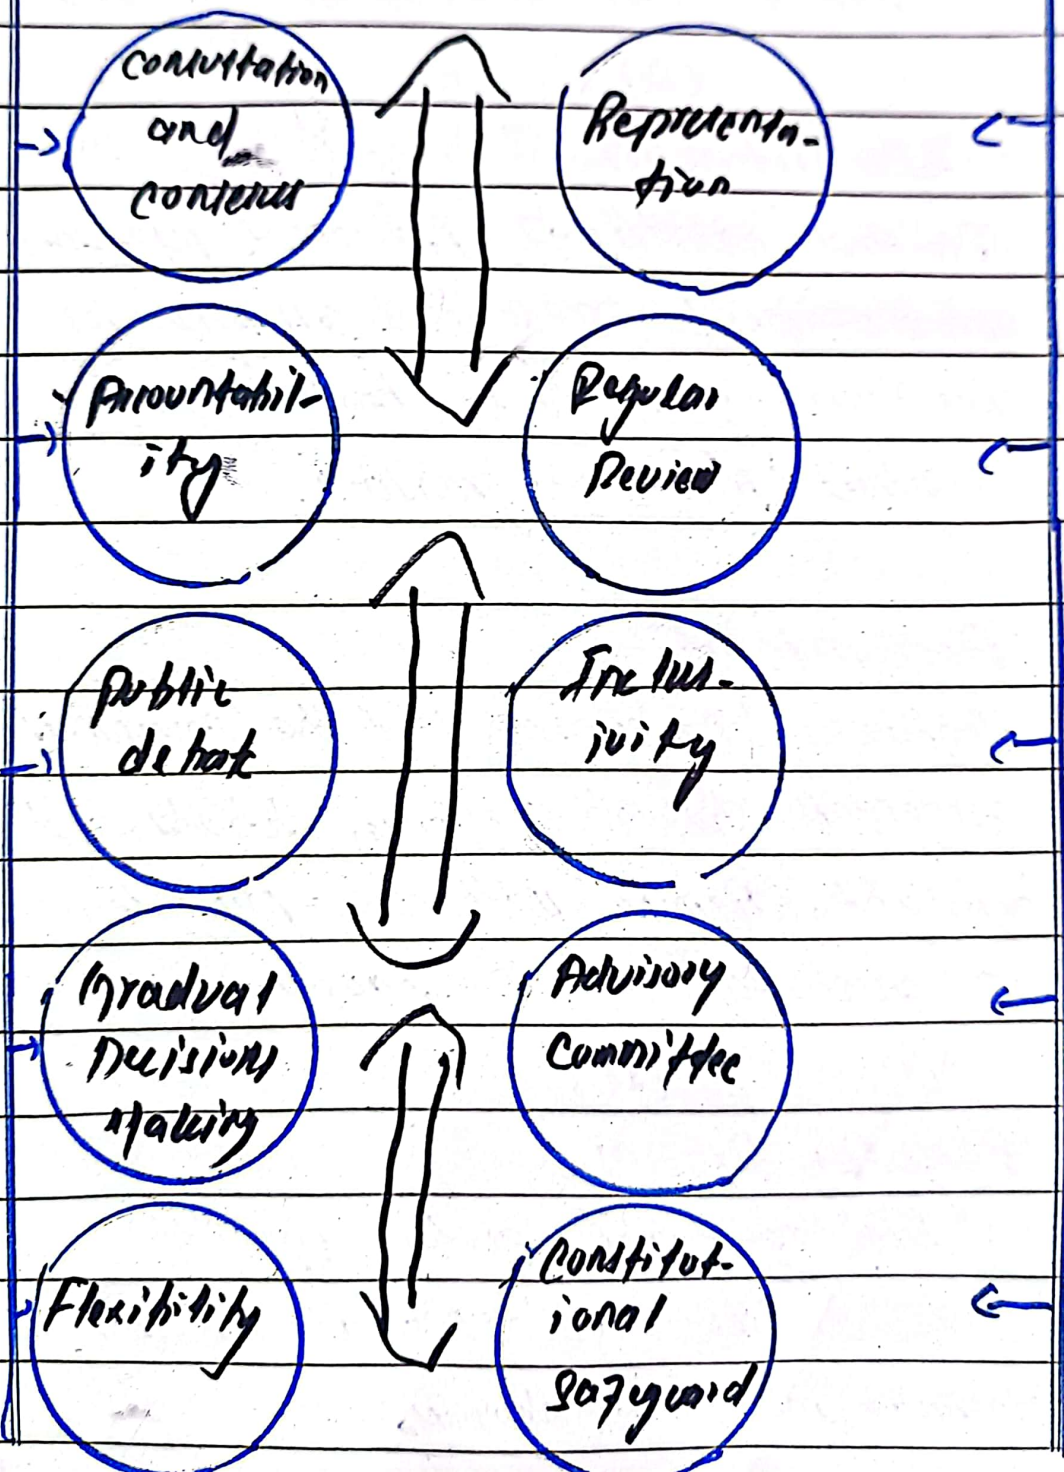 Consultation
and
consensus
Representa-
tion
Accountabil-
ity
Regular
Review
public
debate
Inclus-
ivity
Gradual
Decisions
Making
Advisory
Committee
Flexibility
Constitut-
ional
Safeguard